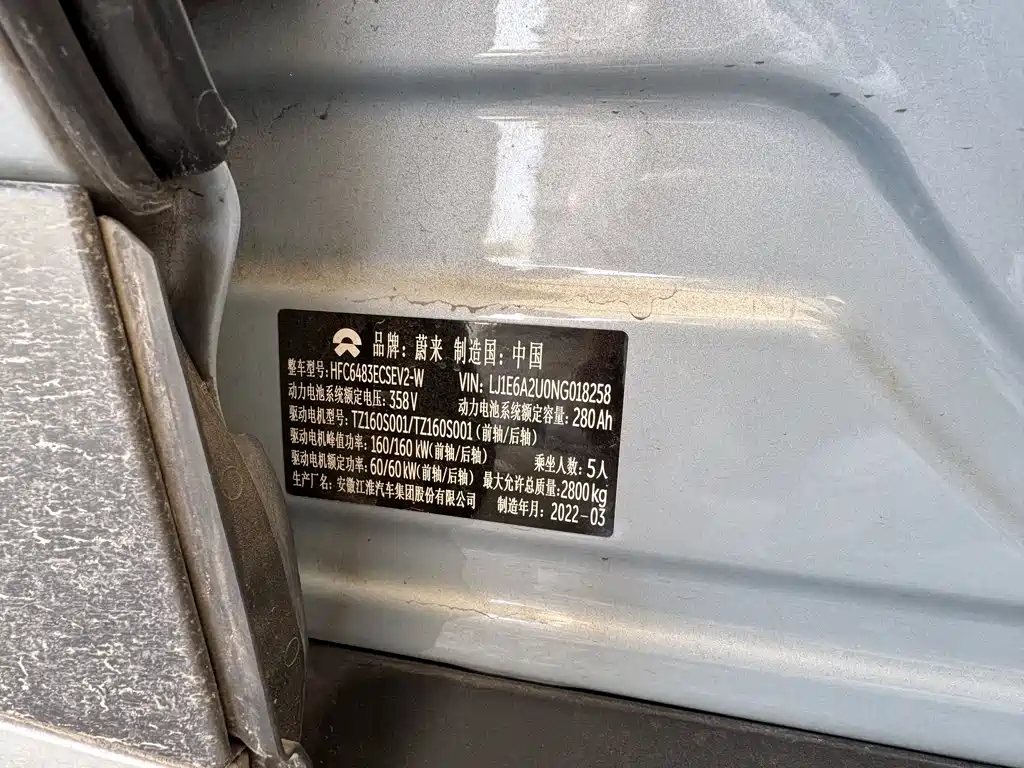 品牌：蔚来 制造国：中国
整车型号：HFC6483ECSEV2-W VIN：LJ1E6A2U0NG018258
动力电池系统额定电压：358V 动力电池系统额定容量：280Ah
驱动电机型号：TZ160S001/TZ160S001（前轴/后轴）
驱动电机峰值功率：160/160 kW（前轴/后轴） 乘坐人数：5人
驱动电机额定功率：60/60 kW（前轴/后轴） 最大允许总质量：2800kg
生产厂名：安徽江淮汽车集团股份有限公司 制造年月：2022-03